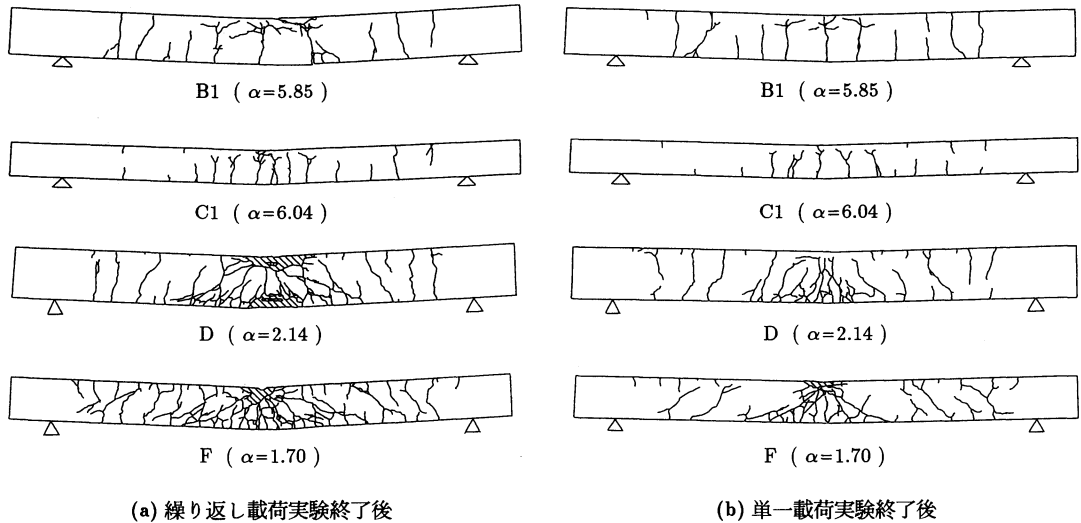 B1 ( α=5.85 )
C1 ( α=6.04 )
D ( α=2.14 )
F ( α=1.70 )
(a) 繰り返し載荷実験終了後
B1 ( α=5.85 )
C1 ( α=6.04 )
D ( α=2.14 )
F ( α=1.70 )
(b) 単一載荷実験終了後